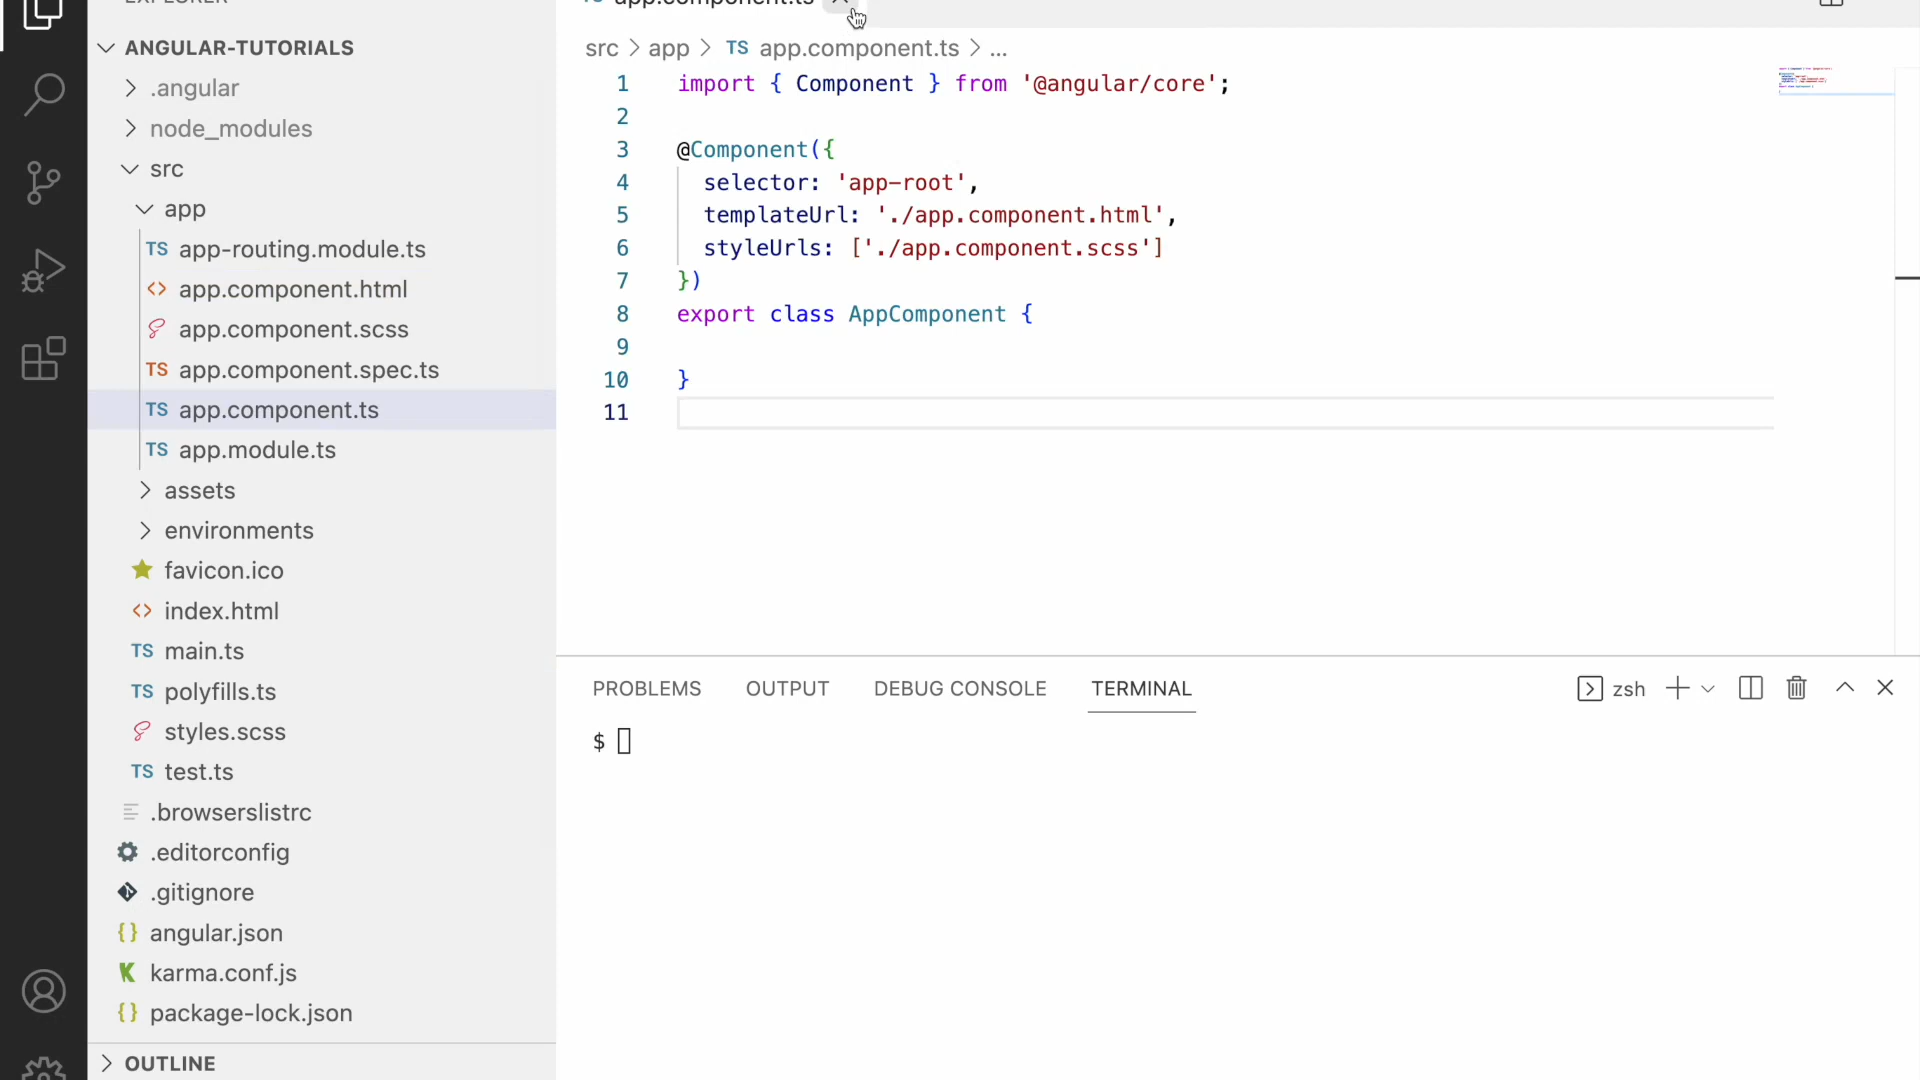 EXPLORER
app.component.ts
ANGULAR-TUTORIALS
.angular
node_modules
src
app
TS app-routing.module.ts
<> app.component.html
app.component.scss
TS app.component.spec.ts
TS app.component.ts
TS app.module.ts
assets
environments
favicon.ico
<> index.html
TS main.ts
TS polyfills.ts
styles.scss
TS test.ts
.browserslistrc
.editorconfig
.gitignore
{} angular.json
K karma.conf.js
{} package-lock.json
OUTLINE
src > app > TS app.component.ts > ...
1 import { Component } from '@angular/core';
2
3 @Component({
4 selector: 'app-root',
5 templateUrl: './app.component.html',
6 styleUrls: ['./app.component.scss']
7 })
8 export class AppComponent {
9
10 }
11
PROBLEMS OUTPUT DEBUG CONSOLE TERMINAL zsh
$